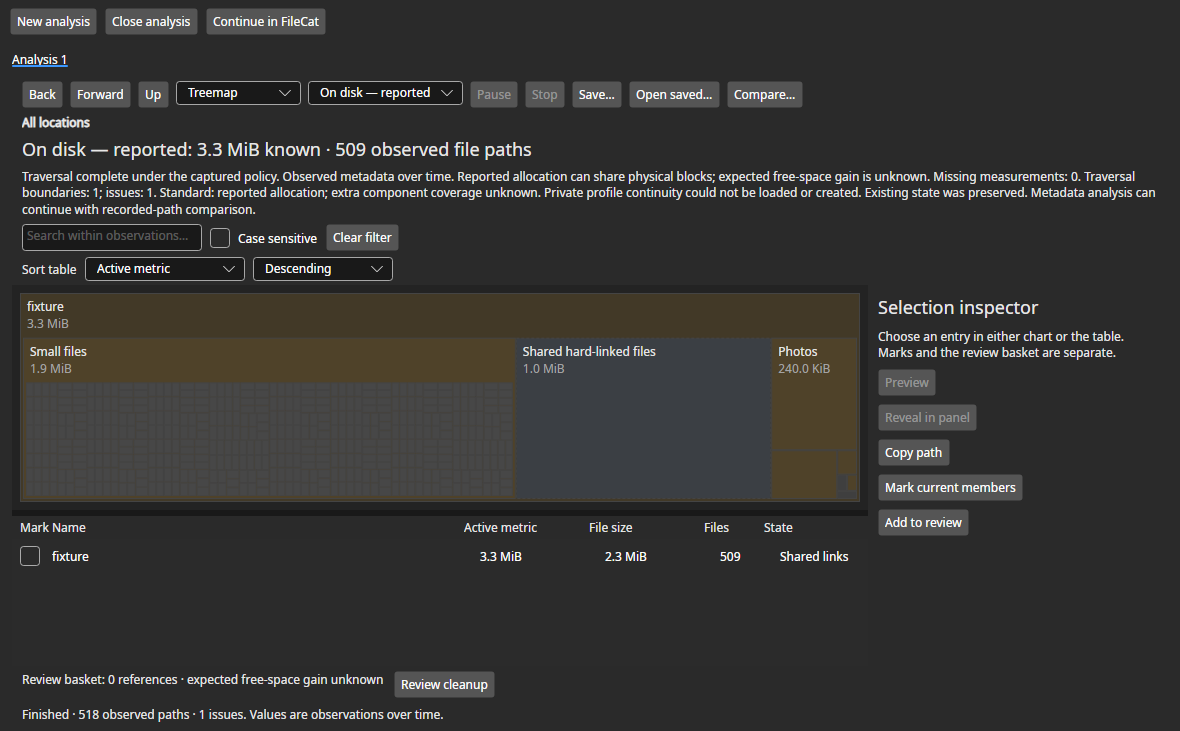 New analysis Close analysis Continue in FileCat
Analysis 1
Back Forward Up Treemap On disk — reported Pause Stop Save... Open saved... Compare...
All locations
On disk — reported: 3.3 MiB known · 509 observed file paths
Traversal complete under the captured policy. Observed metadata over time. Reported allocation can share physical blocks; expected free-space gain is unknown. Missing measurements: 0. Traversal
boundaries: 1; issues: 1. Standard: reported allocation; extra component coverage unknown. Private profile continuity could not be loaded or created. Existing state was preserved. Metadata analysis can
continue with recorded-path comparison.
Search within observations... Case sensitive Clear filter
Sort table Active metric Descending
fixture
3.3 MiB
Small files
1.9 MiB
Shared hard-linked files
1.0 MiB
Photos
240.0 KiB
Selection inspector
Choose an entry in either chart or the table.
Marks and the review basket are separate.
Preview
Reveal in panel
Copy path
Mark current members
Add to review
Mark Name Active metric File size Files State
fixture 3.3 MiB 2.3 MiB 509 Shared links
Review basket: 0 references · expected free-space gain unknown Review cleanup
Finished · 518 observed paths · 1 issues. Values are observations over time.